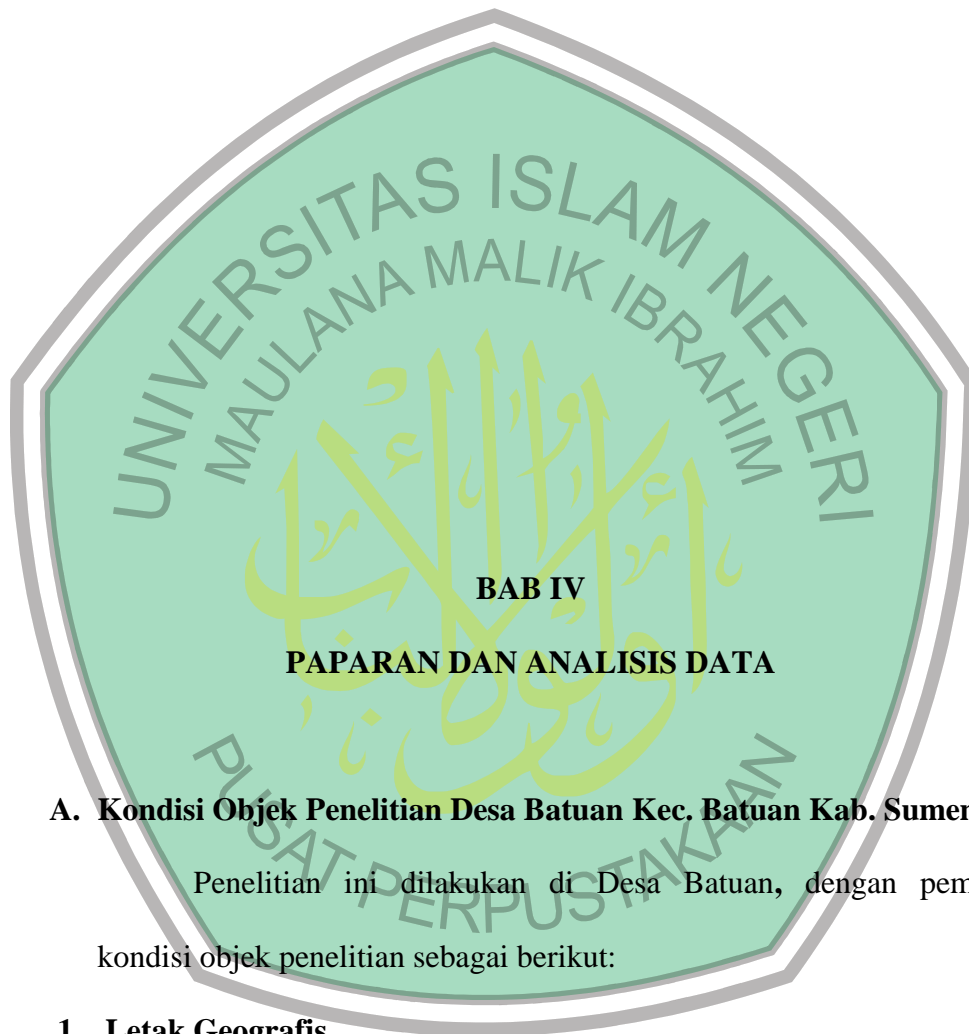 UNIVERSITAS ISLAM NEGERI
MAULANA MALIK IBRAHIM
BAB IV
PAPARAN DAN ANALISIS DATA
A. Kondisi Objek Penelitian Desa Batuan Kec. Batuan Kab.
Penelitian ini dilakukan di Desa Batuan, dengan
kondisi objek penelitian sebagai berikut:
1. Letak Geografis
PUSAT PERPUSTAKAAN